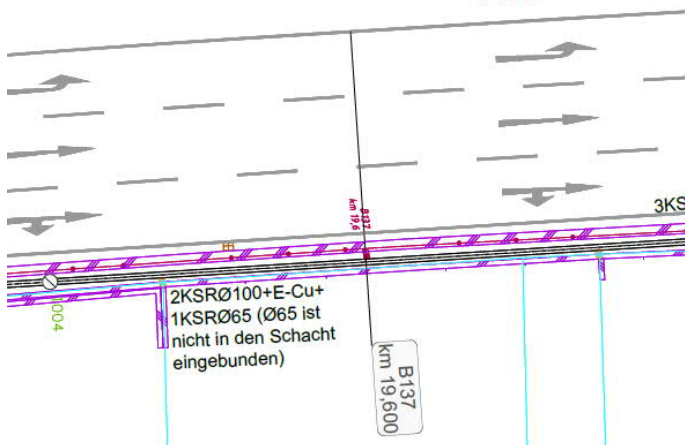 B137
km 19,6
3KS
2KSRØ100+E-Cu+
1KSRØ65 (Ø65 ist
nicht in den Schacht
eingebunden)
B137
km 19,600